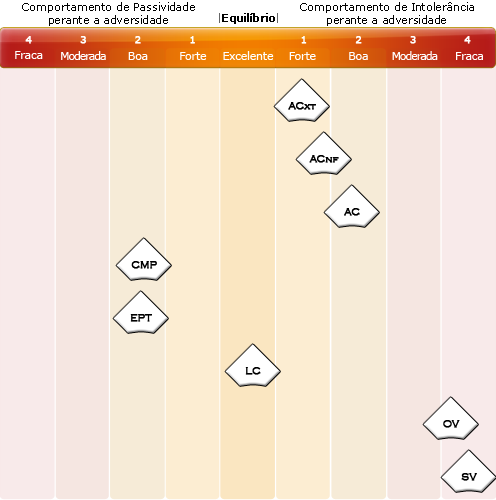 Comportamento de Passividade
perante a adversidade
|Equilíbrio|
Comportamento de Intolerância
perante a adversidade
4 3 2 1 1 2 3 4
Fraca Moderada Boa Forte Excelente Forte Boa Moderada Fraca
ACXT
ACNF
AC
CMP
EPT
LC
OV
SV